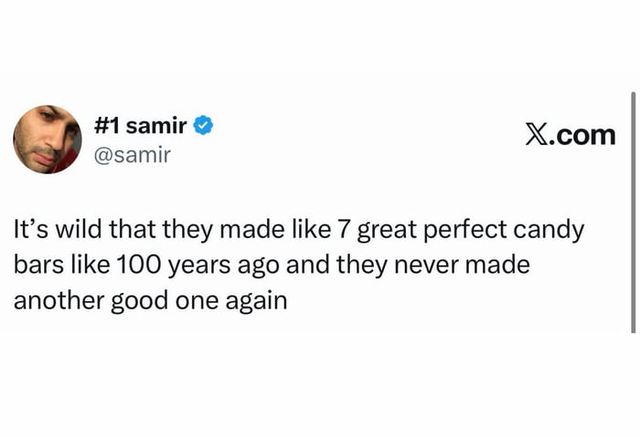 #1 samir
@samir
X.com
It’s wild that they made like 7 great perfect candy
bars like 100 years ago and they never made
another good one again